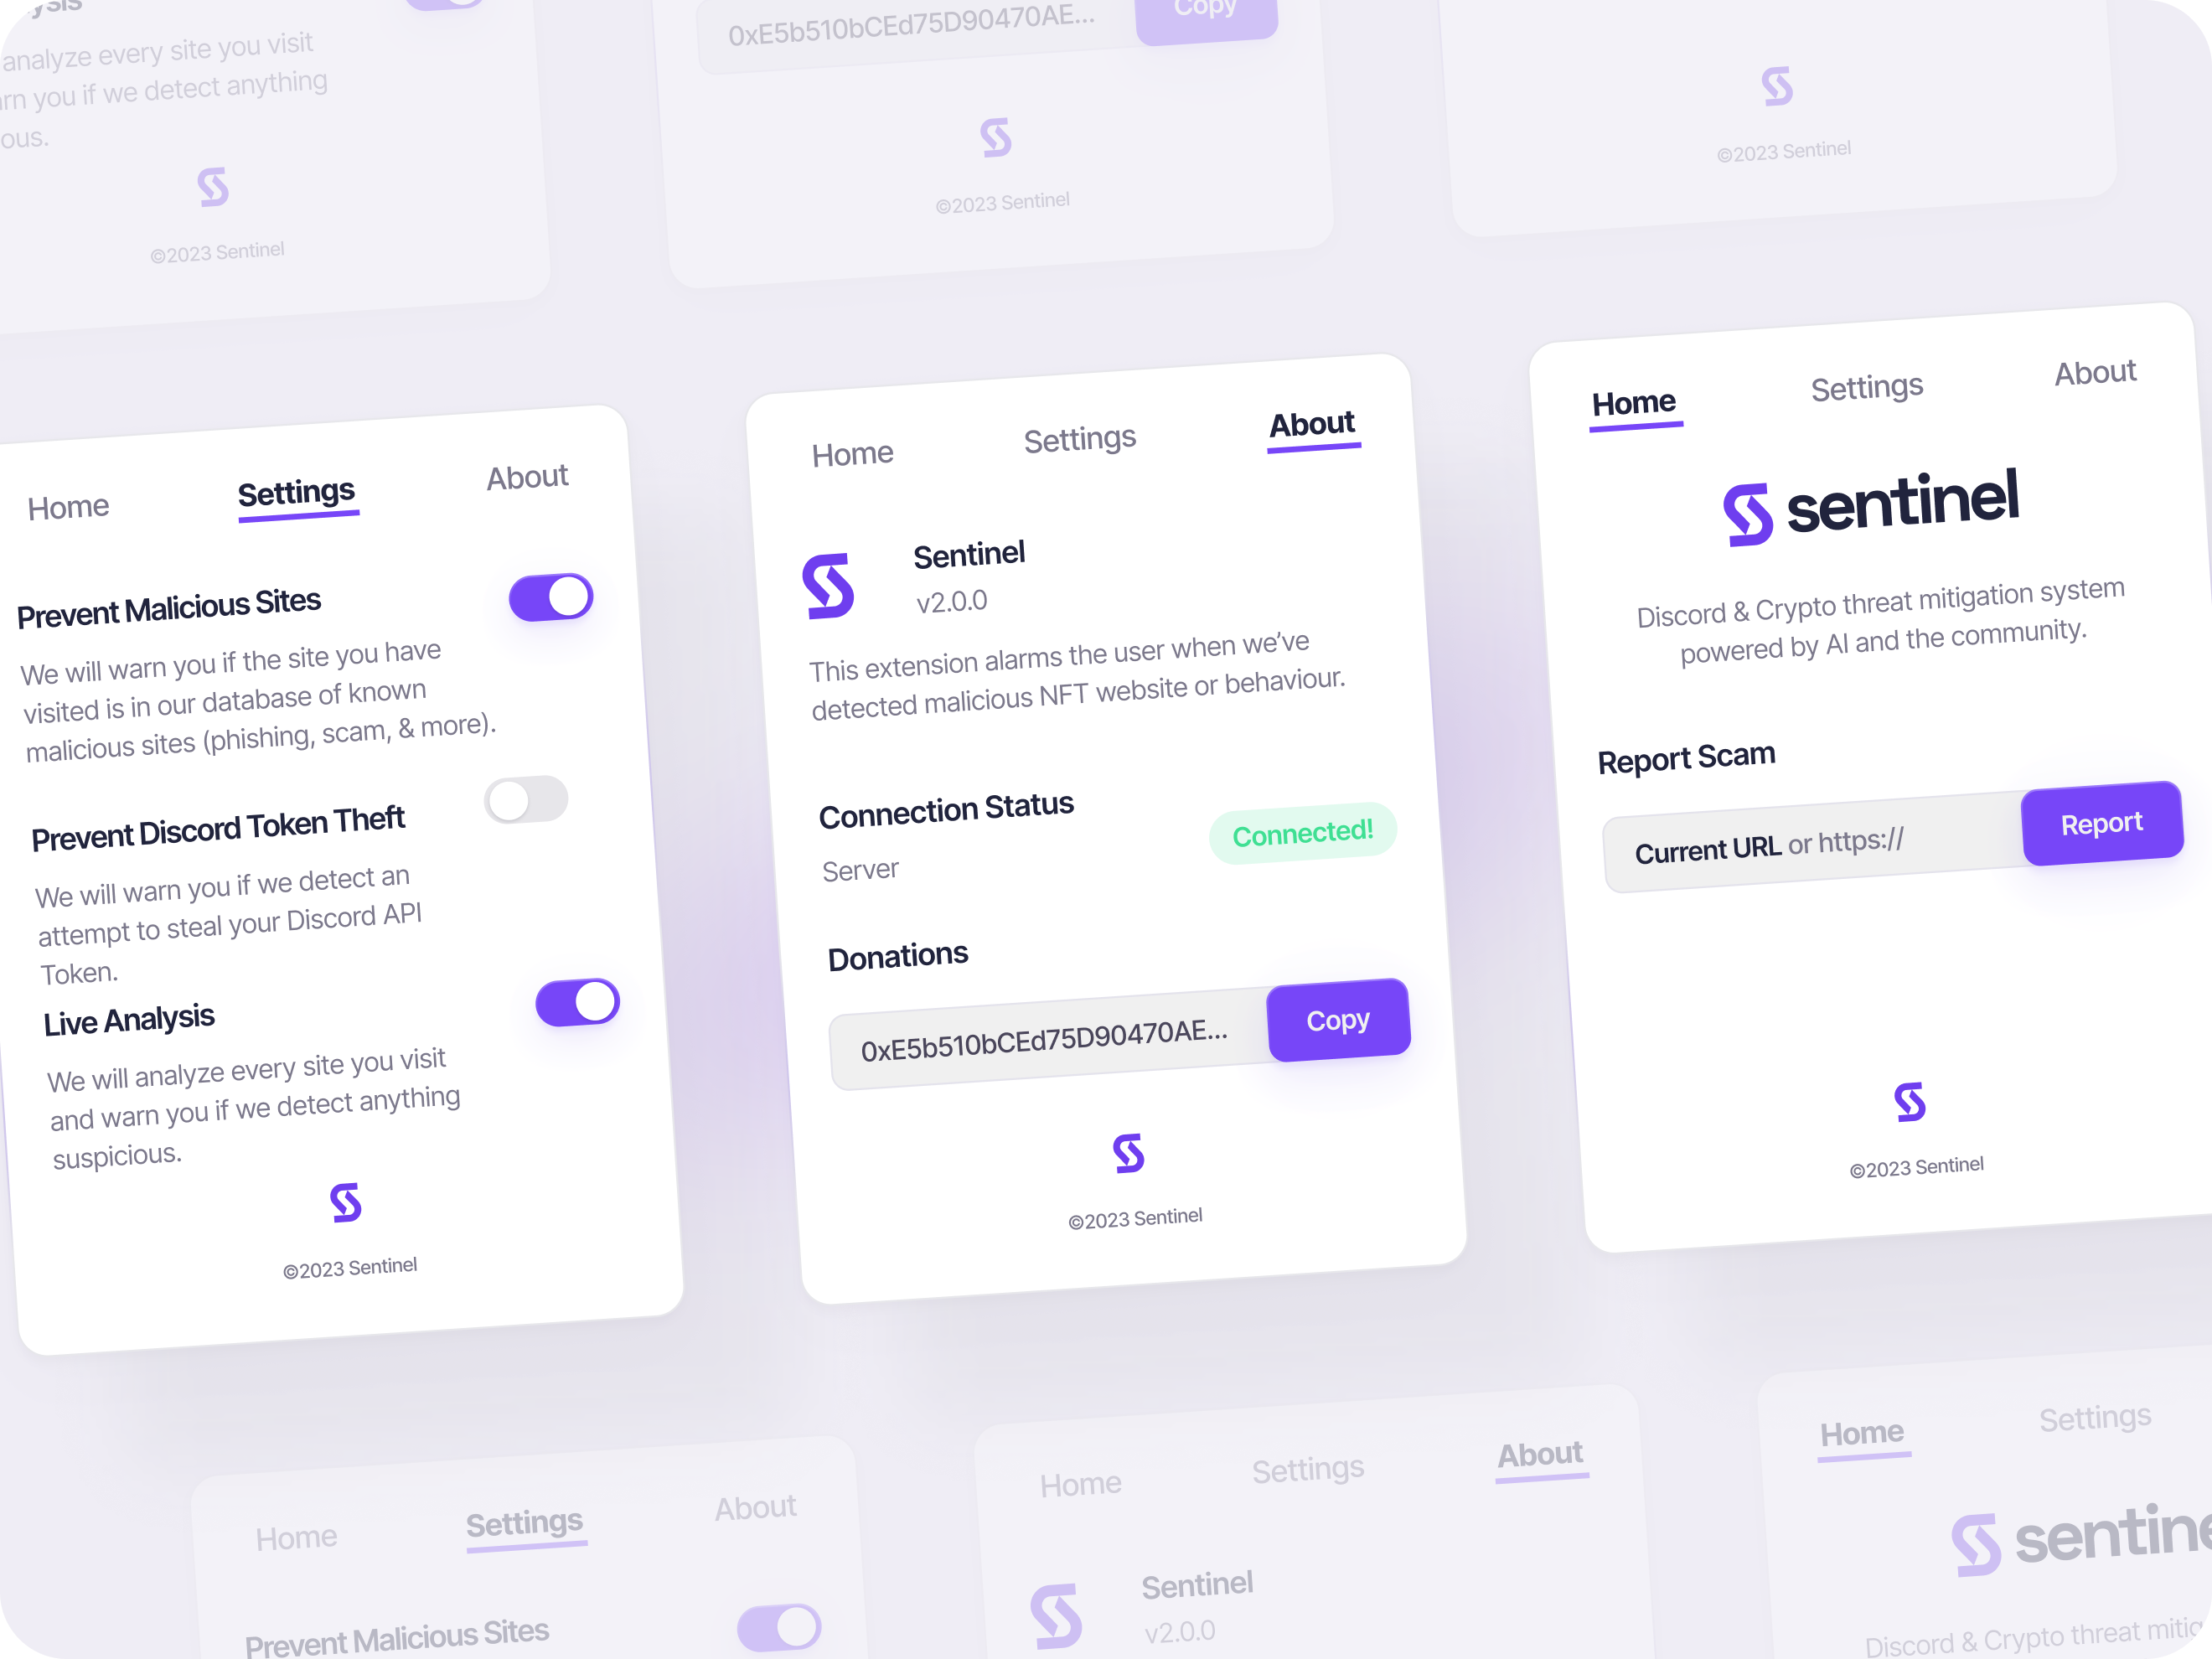 analyze every site you visit
you if we detect anything
©2023 Sentinel
0xE5b510bCEd75D90470AE...
Copy
©2023 Sentinel
©2023 Sentinel
Home Settings About
Prevent Malicious Sites
We will warn you if the site you have
visited is in our database of known
malicious sites (phishing, scam, & more).
Prevent Discord Token Theft
We will warn you if we detect an
attempt to steal your Discord API
Token.
Live Analysis
We will analyze every site you visit
and warn you if we detect anything
suspicious.
©2023 Sentinel
Home Settings About
Sentinel
v2.0.0
This extension alarms the user when we’ve
detected malicious NFT website or behaviour.
Connection Status
Server
Connected!
Donations
0xE5b510bCEd75D90470AE...
Copy
©2023 Sentinel
Home Settings About
sentinel
Discord & Crypto threat mitigation system
powered by AI and the community.
Report Scam
Current URL or https://
Report
©2023 Sentinel
Home Settings About
Prevent Malicious Sites
Home Settings About
Sentinel
v2.0.0
Home Settings
Discord & Crypto threat